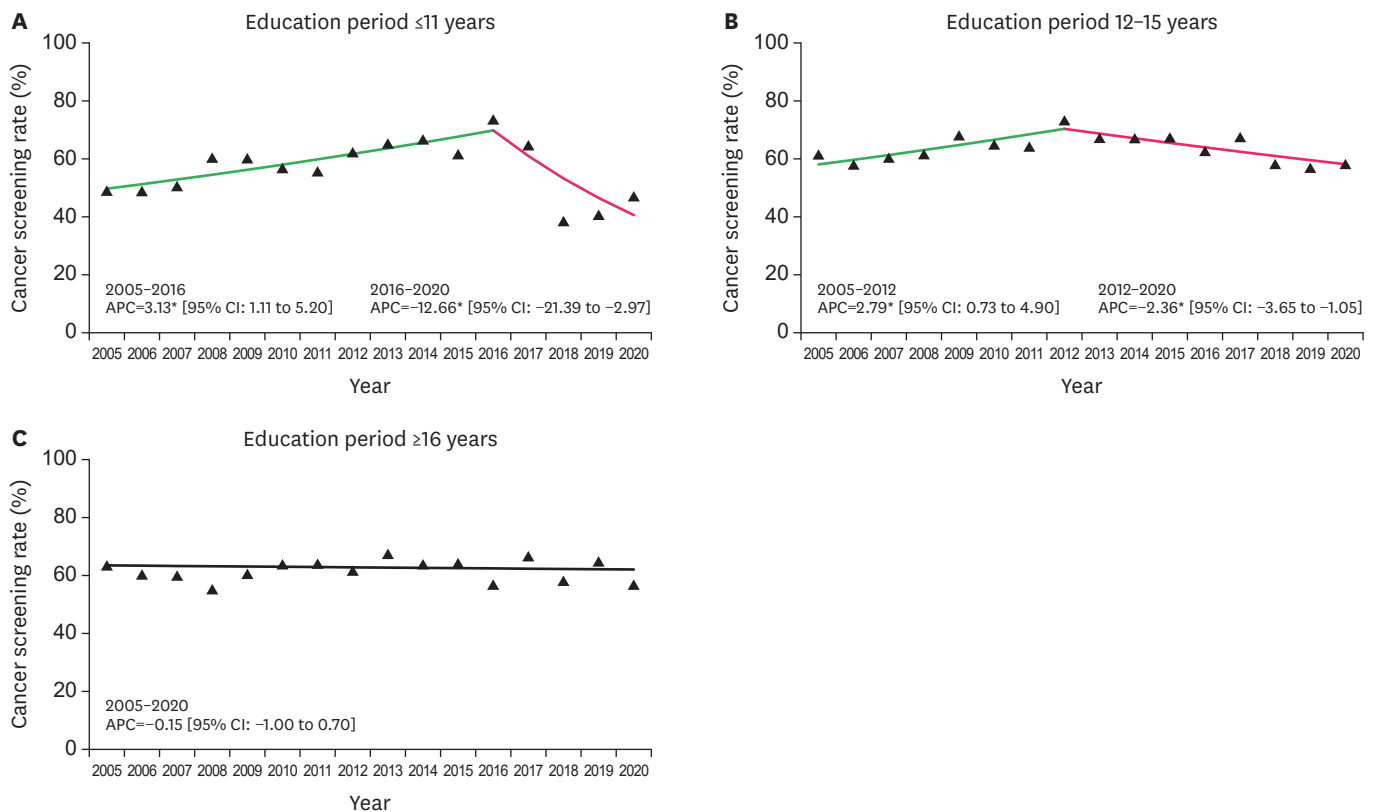 A
Education period ≤11 years
Cancer screening rate (%)
100
80
60
40
20
0
2005–2016
APC=3.13* [95% CI: 1.11 to 5.20]
2016–2020
APC=−12.66* [95% CI: −21.39 to −2.97]
2005 2006 2007 2008 2009 2010 2011 2012 2013 2014 2015 2016 2017 2018 2019 2020
Year
B
Education period 12–15 years
Cancer screening rate (%)
100
80
60
40
20
0
2005–2012
APC=2.79* [95% CI: 0.73 to 4.90]
2012–2020
APC=−2.36* [95% CI: −3.65 to −1.05]
2005 2006 2007 2008 2009 2010 2011 2012 2013 2014 2015 2016 2017 2018 2019 2020
Year
C
Education period ≥16 years
Cancer screening rate (%)
100
80
60
40
20
0
2005–2020
APC=−0.15 [95% CI: −1.00 to 0.70]
2005 2006 2007 2008 2009 2010 2011 2012 2013 2014 2015 2016 2017 2018 2019 2020
Year